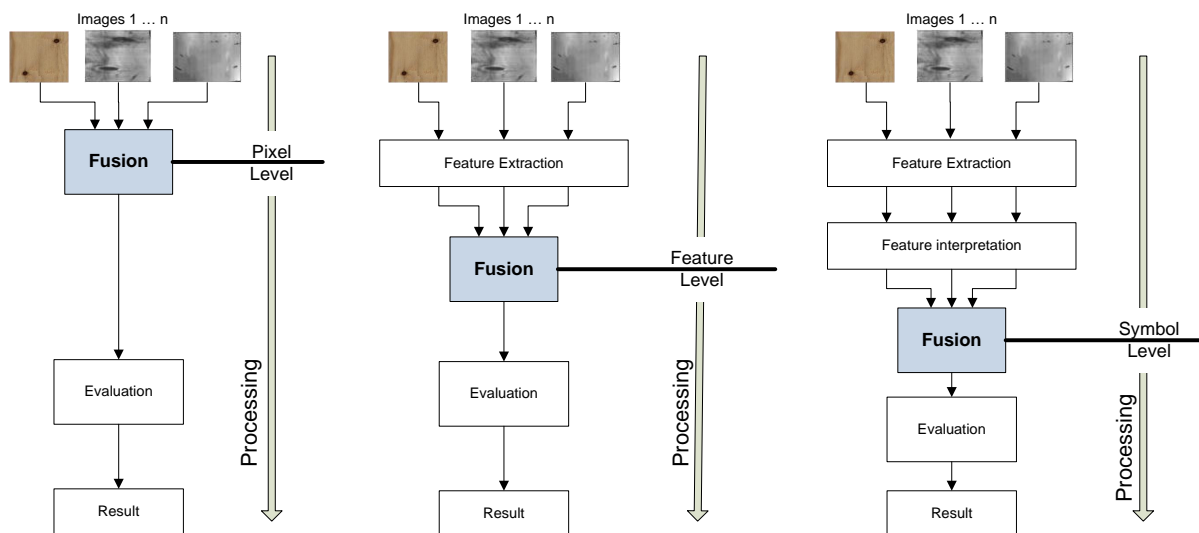 Images 1 … n
Fusion
Pixel
Level
Evaluation
Processing
Result
Images 1 … n
Feature Extraction
Fusion
Feature
Level
Evaluation
Processing
Result
Images 1 … n
Feature Extraction
Feature interpretation
Fusion
Symbol
Level
Evaluation
Processing
Result